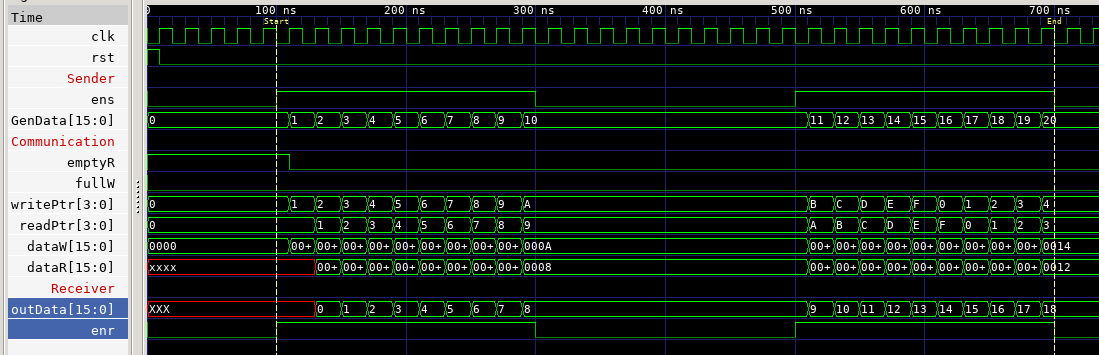 Time
0 100 ns 200 ns 300 ns 400 ns 500 ns 600 ns 700 ns
Start End
clk
rst
Sender
ens
GenData[15:0] 0 1 2 3 4 5 6 7 8 9 10 11 12 13 14 15 16 17 18 19 20
Communication
emptyR
fullW
writePtr[3:0] 0 1 2 3 4 5 6 7 8 9 A B C D E F 0 1 2 3 4
readPtr[3:0] 0 1 2 3 4 5 6 7 8 9 A B C D E F 0 1 2 3
dataW[15:0] 0000 00+ 00+ 00+ 00+ 00+ 00+ 00+ 00+ 00+ 000A 00+ 00+ 00+ 00+ 00+ 00+ 00+ 00+ 00+ 0014
dataR[15:0] xxxx 00+ 00+ 00+ 00+ 00+ 00+ 00+ 00+ 0008 00+ 00+ 00+ 00+ 00+ 00+ 00+ 00+ 00+ 0012
Receiver
outData[15:0] XXX 0 1 2 3 4 5 6 7 8 9 10 11 12 13 14 15 16 17 18
enr